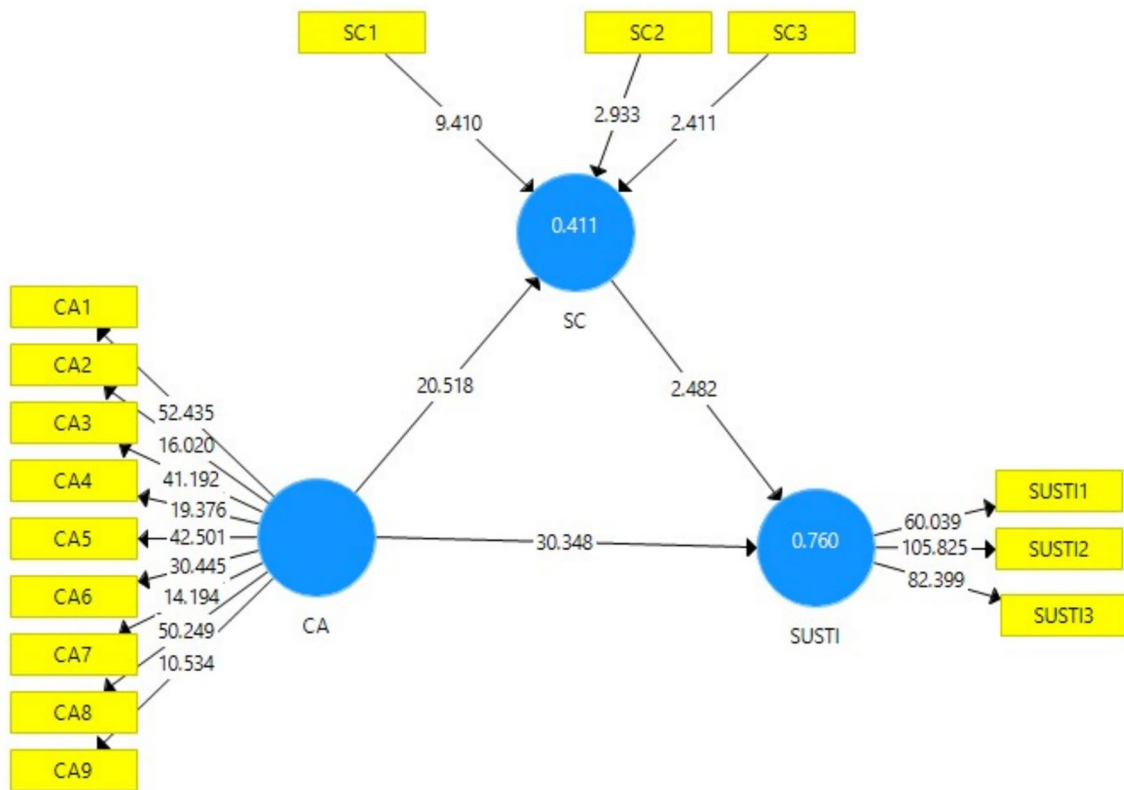 SC1
SC2
SC3
9.410
2.933
2.411
0.411
SC
CA1
CA2
CA3
CA4
CA5
CA6
CA7
CA8
CA9
52.435
16.020
41.192
19.376
42.501
30.445
14.194
50.249
10.534
CA
20.518
2.482
30.348
0.760
SUSTI
60.039
105.825
82.399
SUSTI1
SUSTI2
SUSTI3